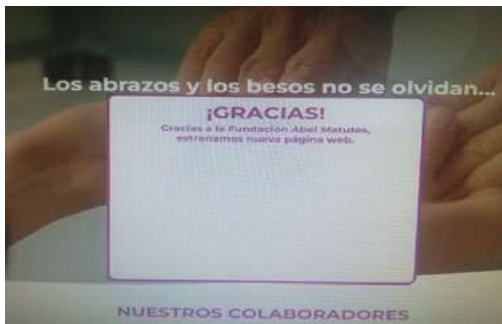 Los abrazos y los besos no se olvidan...
¡GRACIAS!
Gracias a la Fundación Abel Matutes,
estrenamos nueva página web.
NUESTROS COLABORADORES